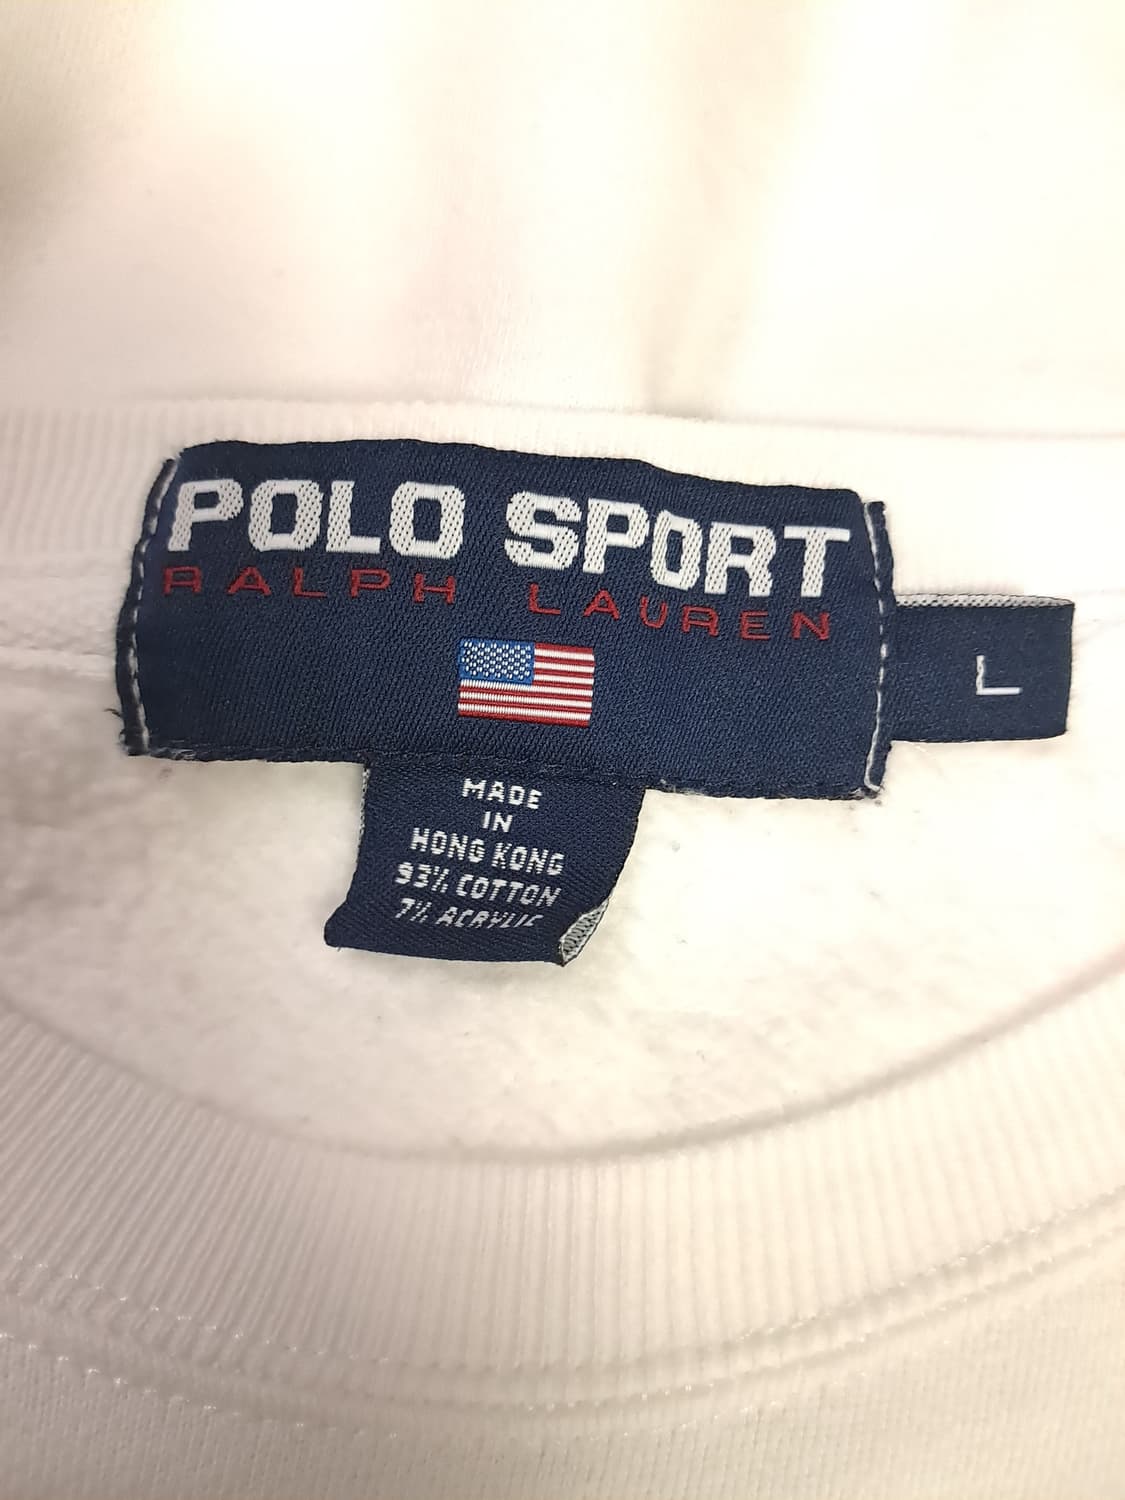 POLO SPORT
RALPH LAUREN
L
MADE
IN
HONG KONG
93% COTTON
7% ACRYLIC